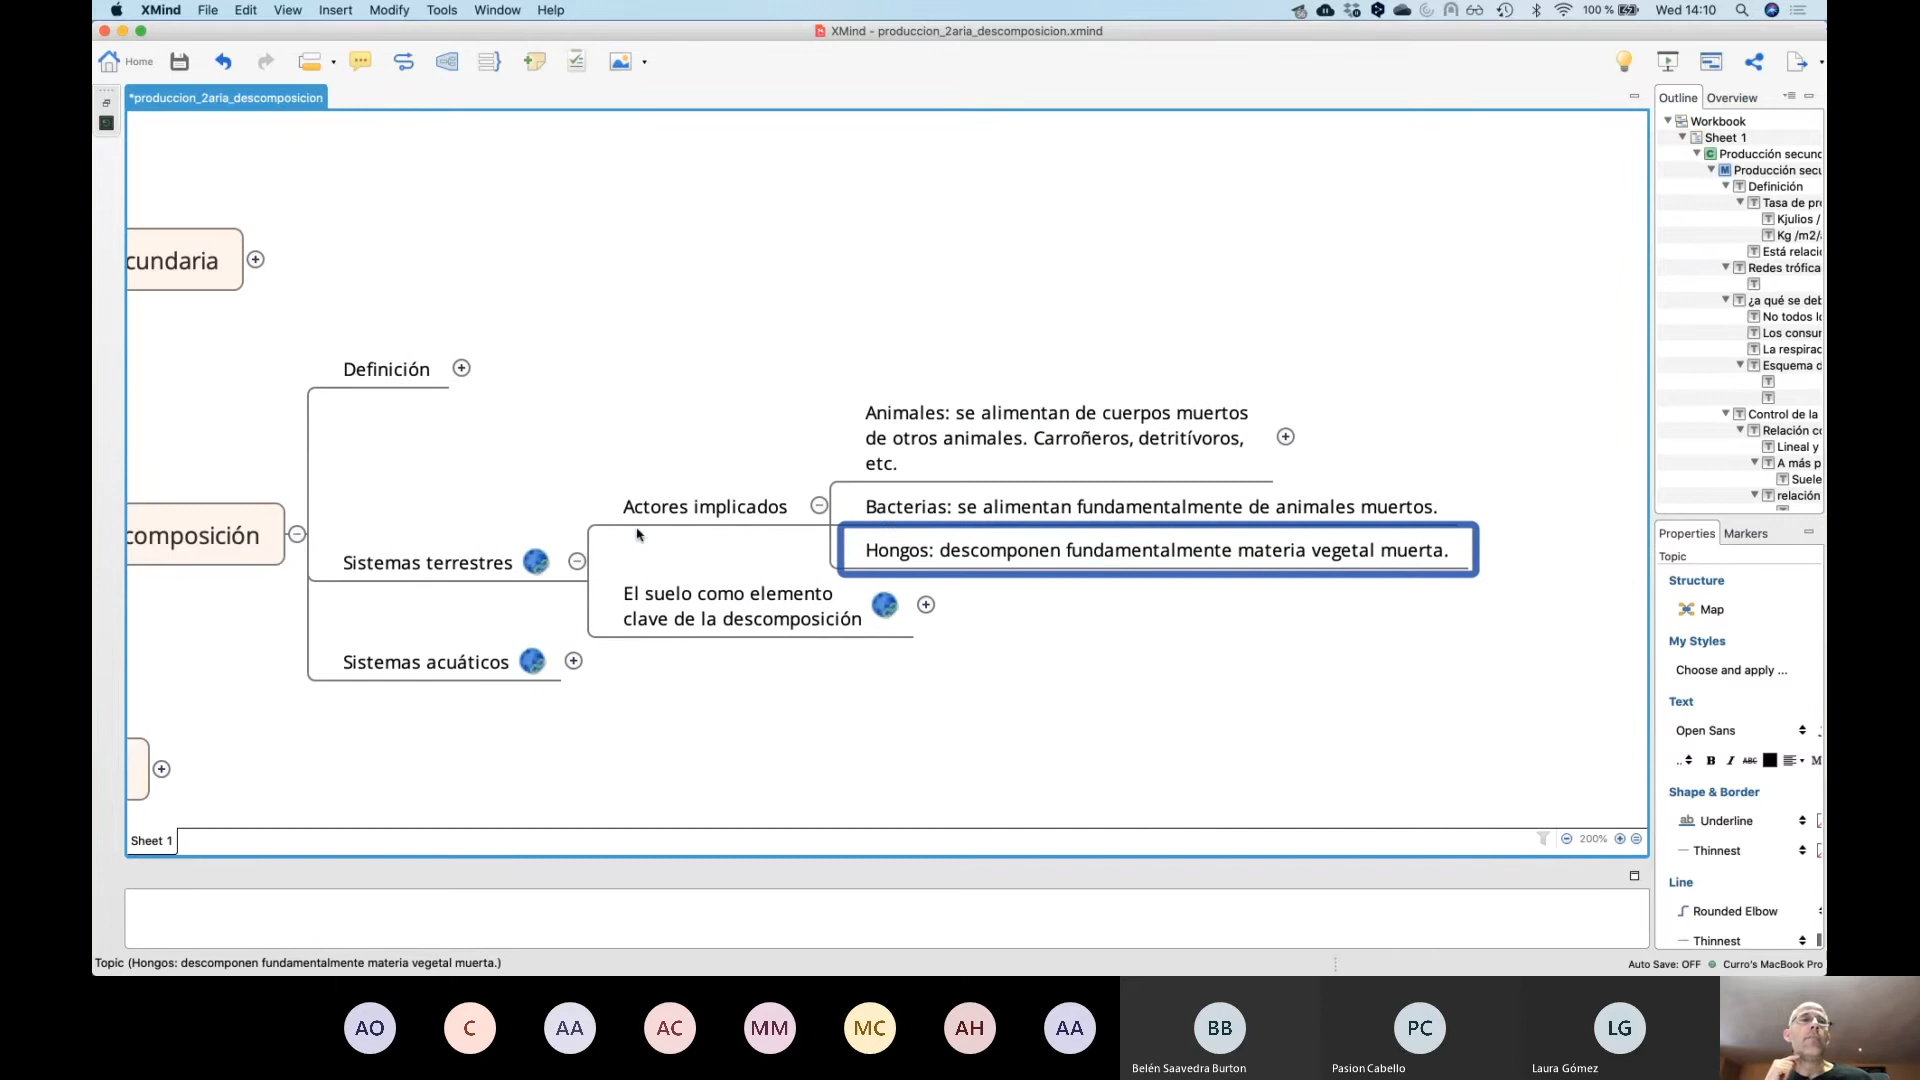 XMind File Edit View Insert Modify Tools Window Help
100 % Wed 14:10
XMind - produccion_2aria_descomposicion.xmind
Home
*produccion_2aria_descomposicion
cundaria
Definición
Animales: se alimentan de cuerpos muertos
de otros animales. Carroñeros, detritívoros,
etc.
Actores implicados
Bacterias: se alimentan fundamentalmente de animales muertos.
composición
Hongos: descomponen fundamentalmente materia vegetal muerta.
Sistemas terrestres
El suelo como elemento
clave de la descomposición
Sistemas acuáticos
Sheet 1
200%
Outline Overview
Workbook
Sheet 1
C Producción secunc
M Producción secu
T Definición
T Tasa de pr
T Kjulios /
T Kg /m2/
T Está relaci
T Redes trófica
T
T ¿a qué se deb
T No todos l
T Los consur
T La respirac
T Esquema d
T
T
T Control de la
T Relación co
T Lineal y
T A más p
T Suele
T relación
Properties Markers
Topic
Structure
Map
My Styles
Choose and apply ...
Text
Open Sans
.. B I ABC M
Shape & Border
ab Underline
Thinnest
Line
Rounded Elbow
Thinnest
Topic (Hongos: descomponen fundamentalmente materia vegetal muerta.)
Auto Save: OFF Curro's MacBook Pro
AO C AA AC MM MC AH AA BB PC LG
Belén Saavedra Burton Pasion Cabello Laura Gómez